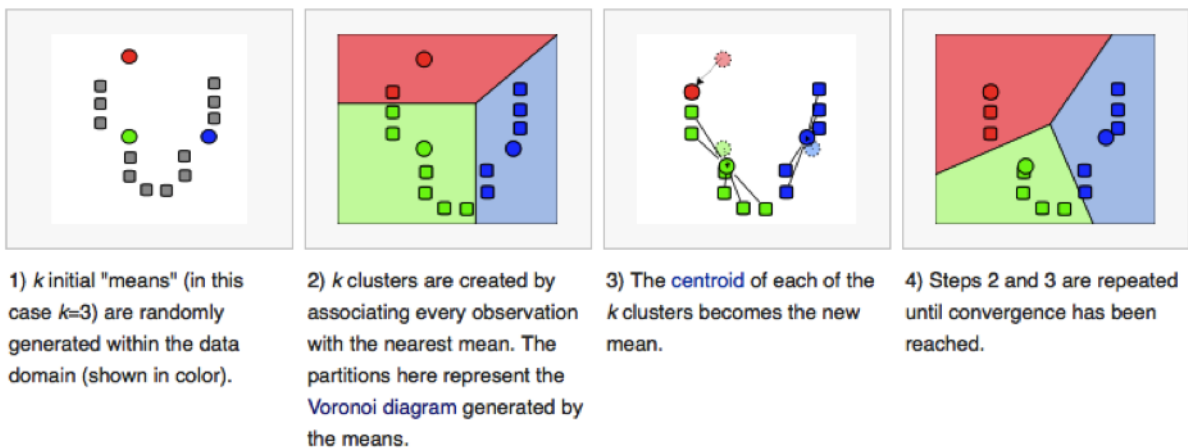 1) k initial "means" (in this
case k=3) are randomly
generated within the data
domain (shown in color).
2) k clusters are created by
associating every observation
with the nearest mean. The
partitions here represent the
Voronoi diagram generated by
the means.
3) The centroid of each of the
k clusters becomes the new
mean.
4) Steps 2 and 3 are repeated
until convergence has been
reached.